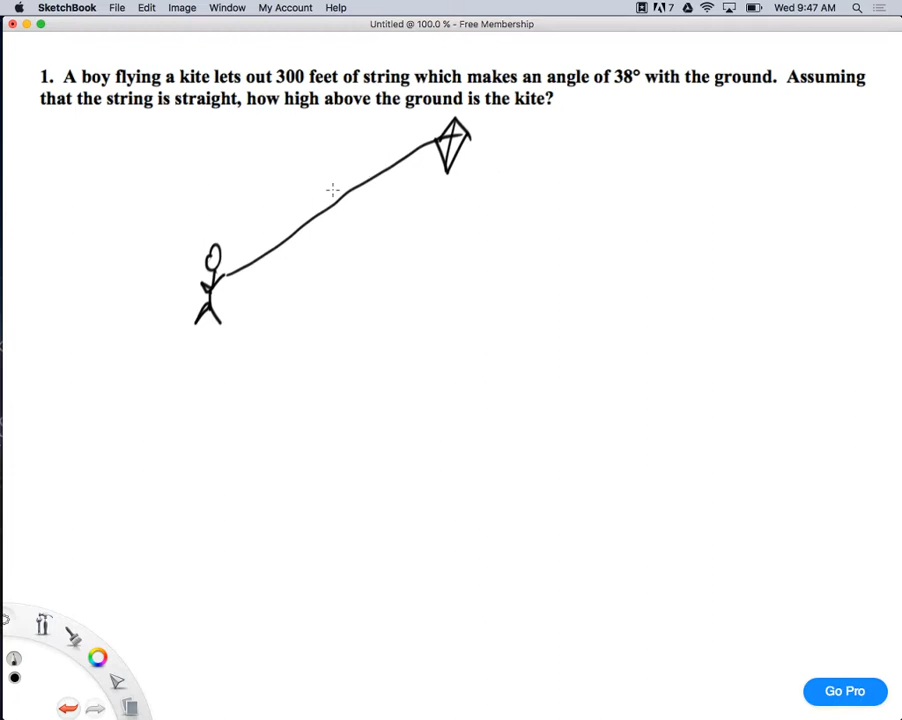 SketchBook File Edit Image Window My Account Help 7 Wed 9:47 AM
Untitled @ 100.0 % - Free Membership
1. A boy flying a kite lets out 300 feet of string which makes an angle of 38° with the ground. Assuming
that the string is straight, how high above the ground is the kite?
Go Pro